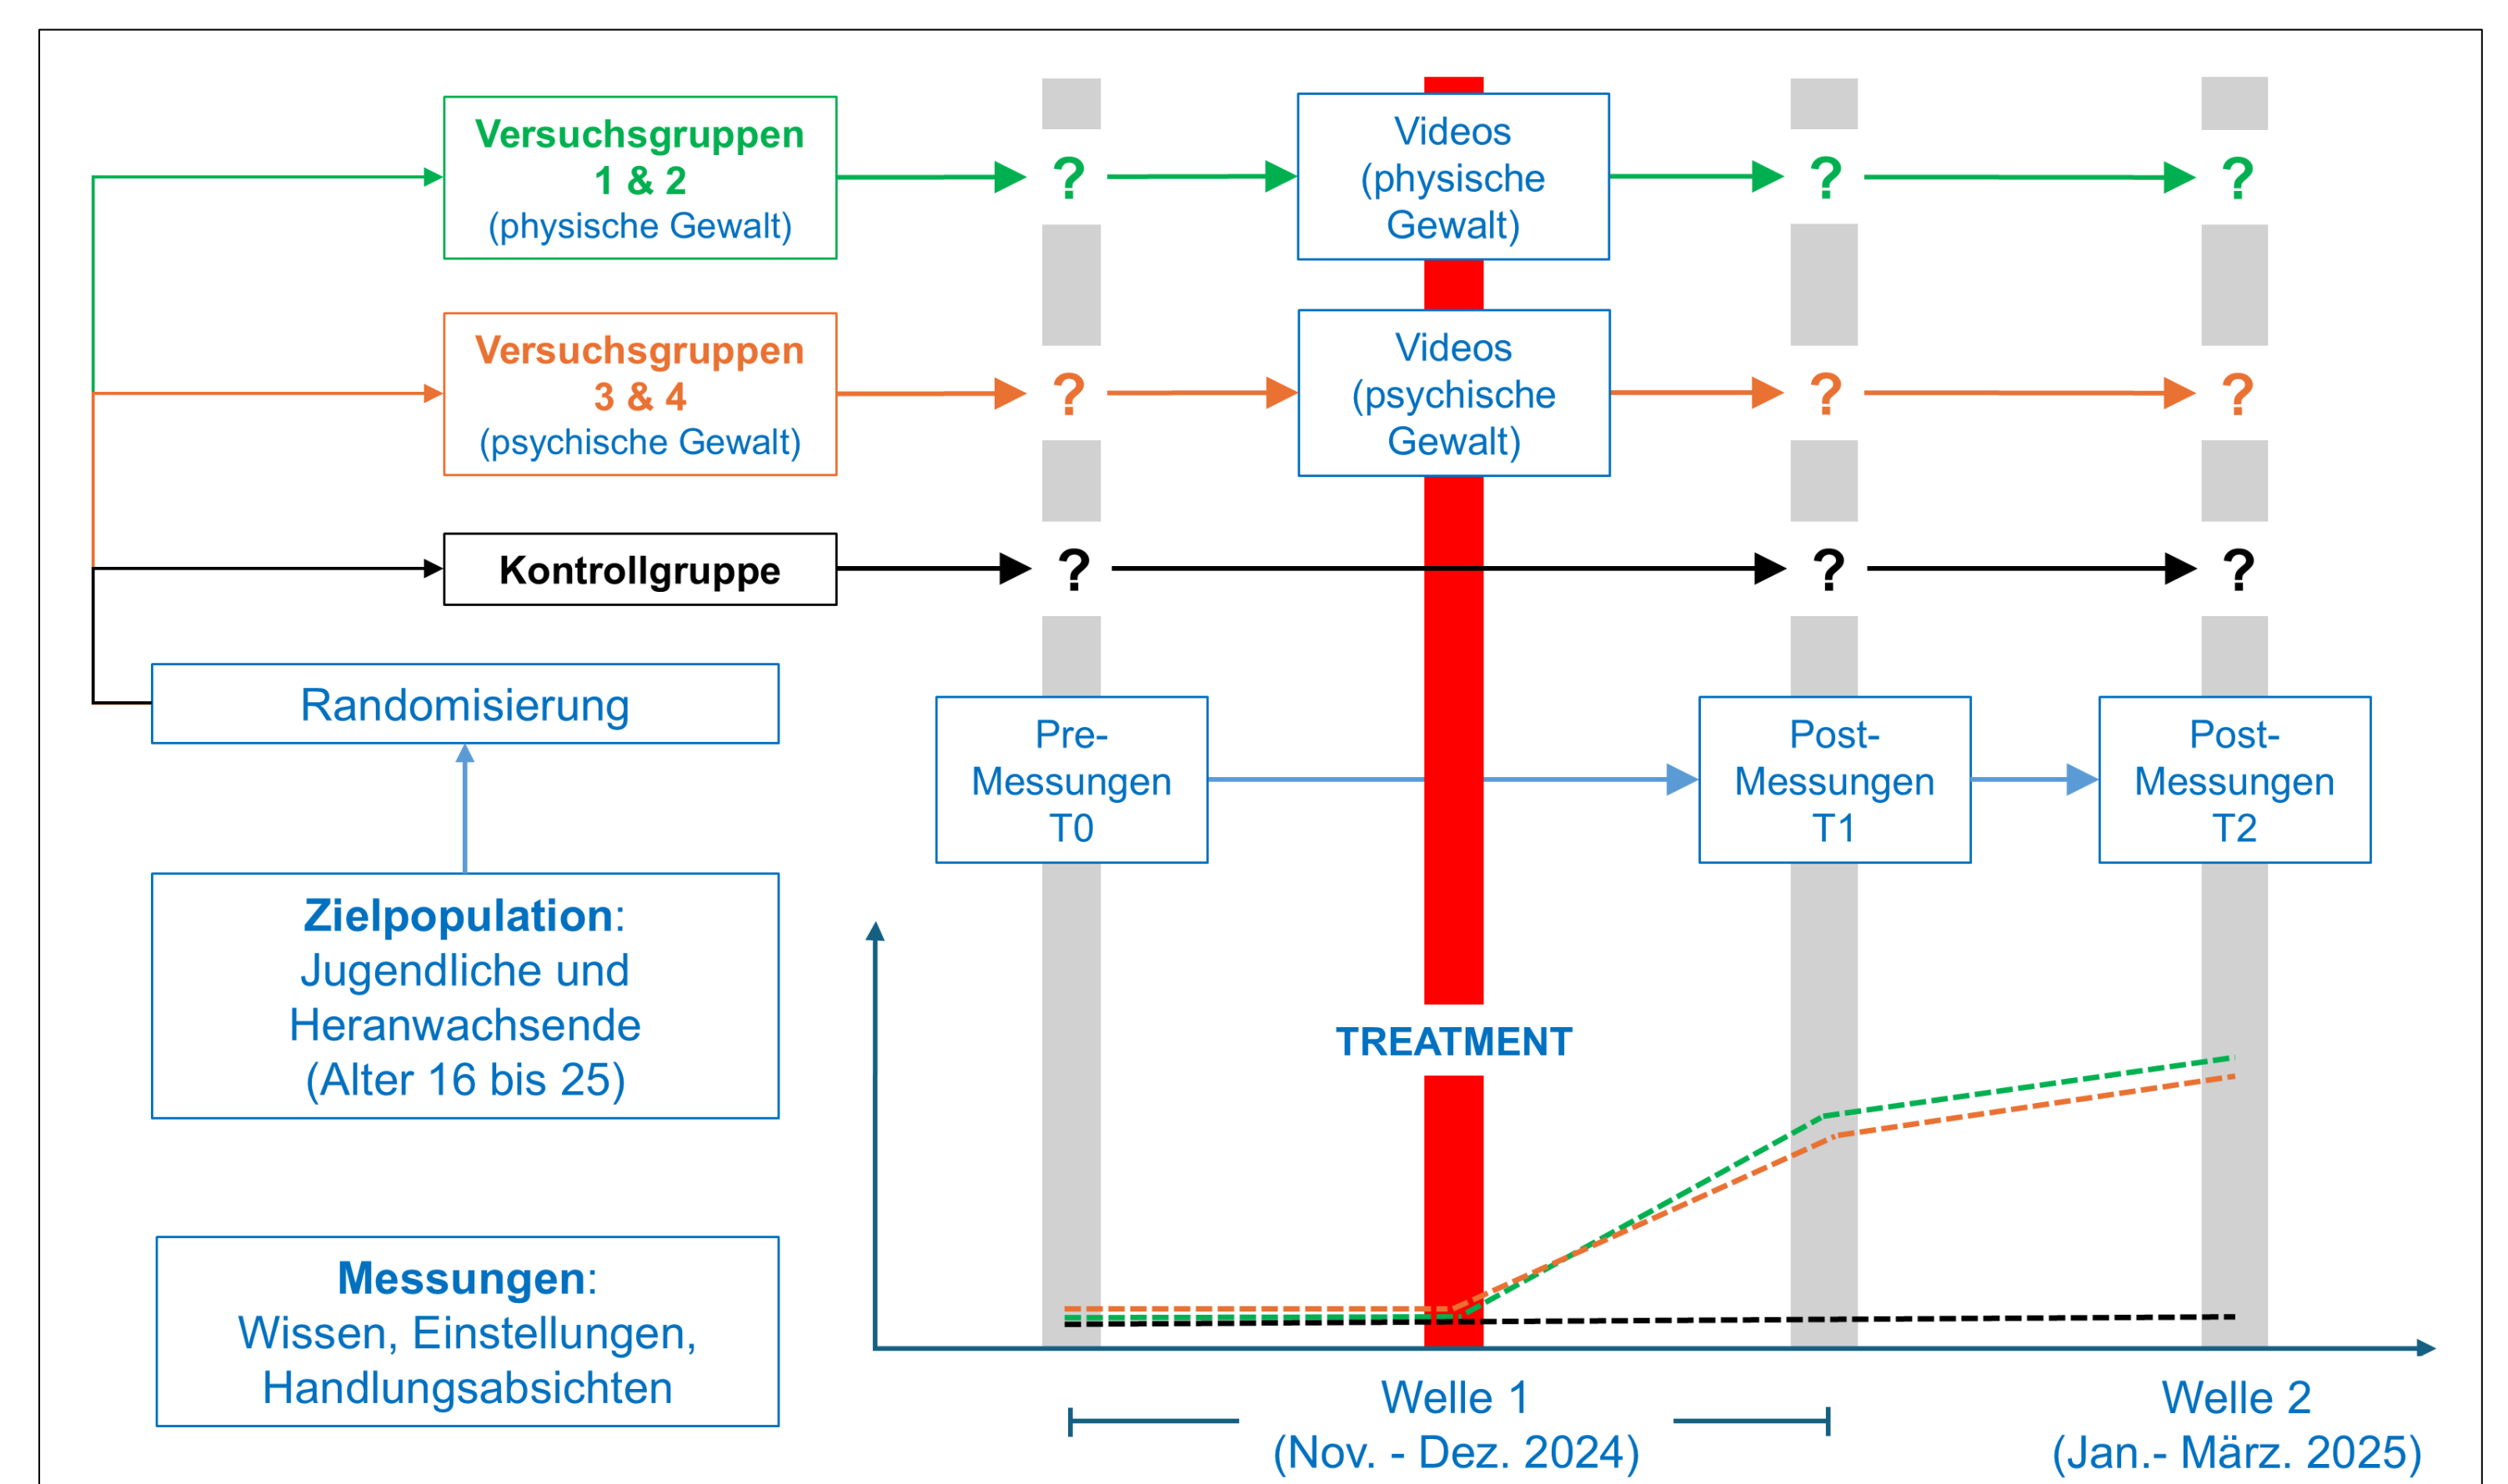 Versuchsgruppen
1 & 2
(physische Gewalt)
?
Videos
(physische
Gewalt)
?
?
Versuchsgruppen
3 & 4
(psychische Gewalt)
?
Videos
(psychische
Gewalt)
?
?
Kontrollgruppe
?
?
?
Randomisierung
Pre-
Messungen
T0
Post-
Messungen
T1
Post-
Messungen
T2
Zielpopulation:
Jugendliche und
Heranwachsende
(Alter 16 bis 25)
TREATMENT
Messungen:
Wissen, Einstellungen,
Handlungsabsichten
Welle 1
(Nov. - Dez. 2024)
Welle 2
(Jan.- März. 2025)